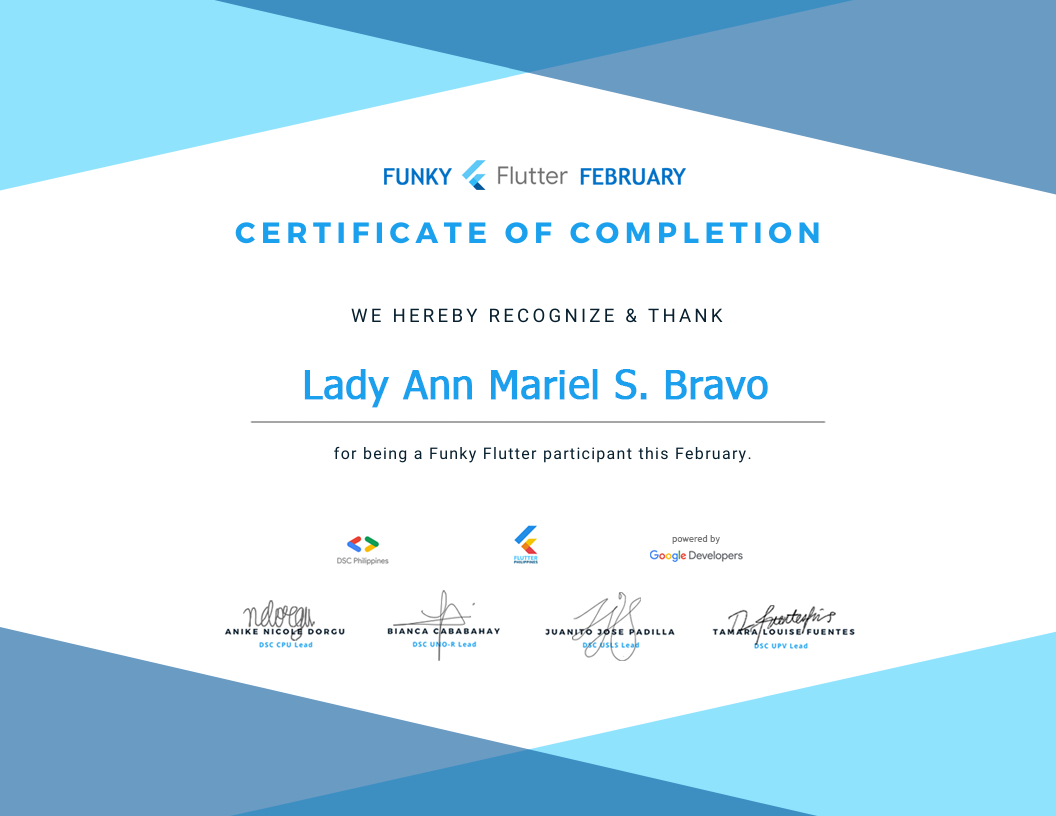 FUNKY Flutter FEBRUARY
CERTIFICATE OF COMPLETION
WE HEREBY RECOGNIZE & THANK
Lady Ann Mariel S. Bravo
for being a Funky Flutter participant this February.
DSC Philippines
FLUTTER
PHILIPPINES
powered by
Google Developers
ANIKE NICOLE DORGU
DSC CPU Lead
BIANCA CABABAHAY
DSC UNO-R Lead
JUANITO JOSE PADILLA
DSC USLS Lead
TAMARA LOUISE FUENTES
DSC UPV Lead